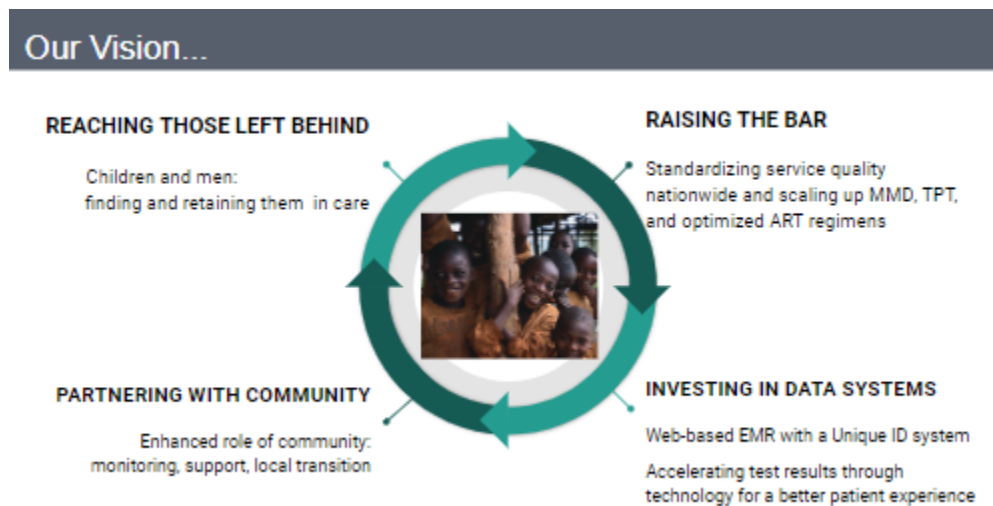 Our Vision...
REACHING THOSE LEFT BEHIND
Children and men:
finding and retaining them in care
RAISING THE BAR
Standardizing service quality
nationwide and scaling up MMD, TPT,
and optimized ART regimens
PARTNERING WITH COMMUNITY
Enhanced role of community:
monitoring, support, local transition
INVESTING IN DATA SYSTEMS
Web-based EMR with a Unique ID system
Accelerating test results through
technology for a better patient experience